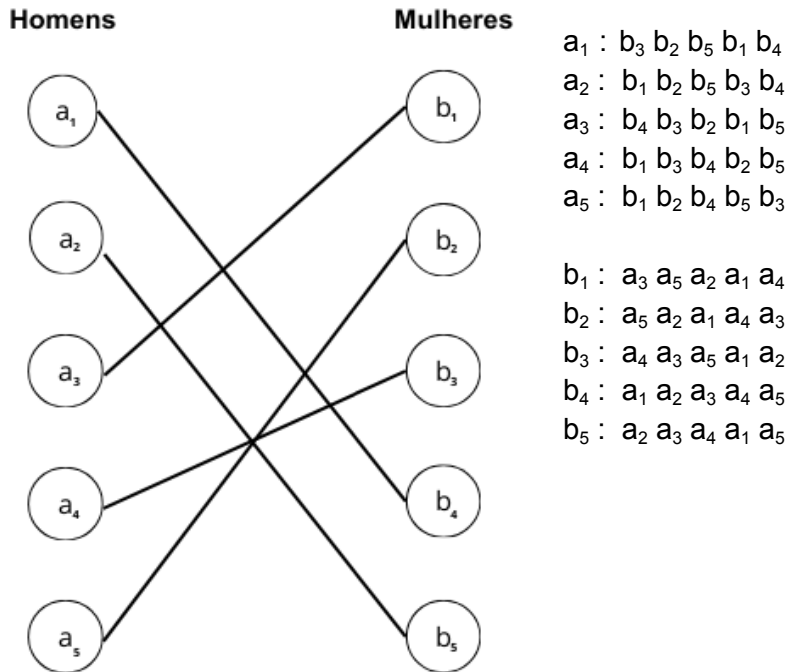 Homens Mulheres
a₁ b₁
a₂ b₂
a₃ b₃
a₄ b₄
a₅ b₅
a₁ : b₃ b₂ b₅ b₁ b₄
a₂ : b₁ b₂ b₅ b₃ b₄
a₃ : b₄ b₃ b₂ b₁ b₅
a₄ : b₁ b₃ b₄ b₂ b₅
a₅ : b₁ b₂ b₄ b₅ b₃
b₁ : a₃ a₅ a₂ a₁ a₄
b₂ : a₅ a₂ a₁ a₄ a₃
b₃ : a₄ a₃ a₅ a₁ a₂
b₄ : a₁ a₂ a₃ a₄ a₅
b₅ : a₂ a₃ a₄ a₁ a₅